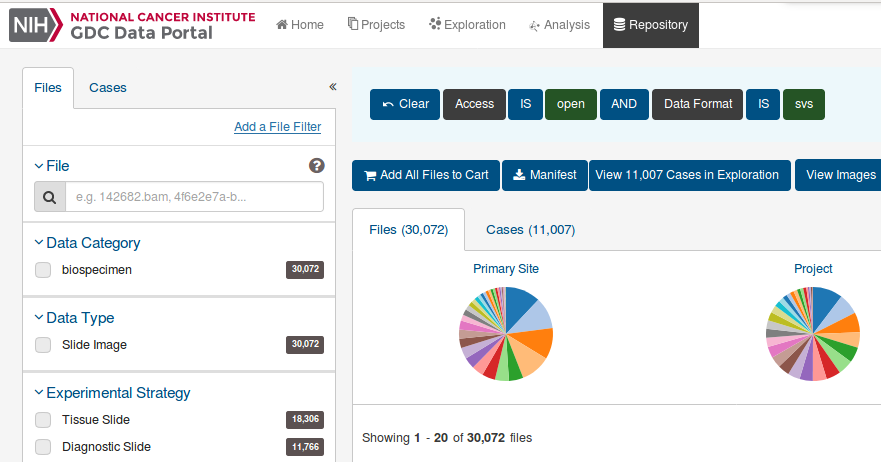 NIH NATIONAL CANCER INSTITUTE
GDC Data Portal
Home Projects Exploration Analysis Repository
Files Cases «
Add a File Filter
File ?
e.g. 142682.bam, 4f6e2e7a-b...
Data Category
biospecimen 30,072
Data Type
Slide Image 30,072
Experimental Strategy
Tissue Slide 18,306
Diagnostic Slide 11,766
Clear Access IS open AND Data Format IS svs
Add All Files to Cart Manifest View 11,007 Cases in Exploration View Images
Files (30,072) Cases (11,007)
Primary Site Project
Showing 1 - 20 of 30,072 files